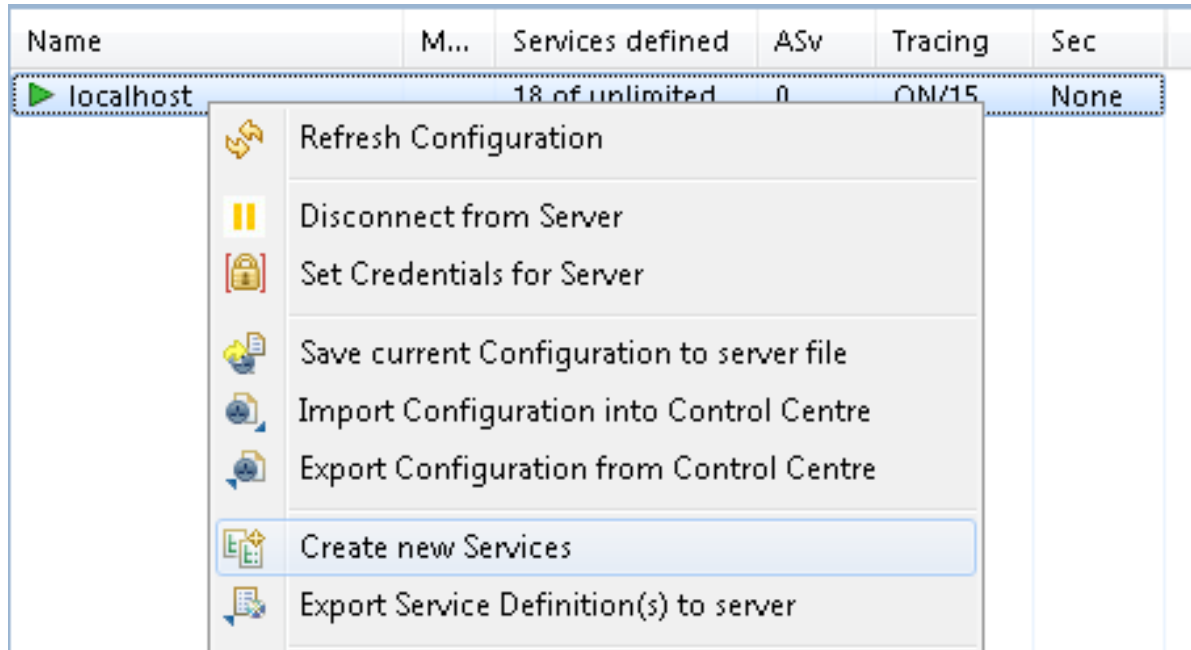 Name M... Services defined ASv Tracing Sec
localhost 18 of unlimited 0 ON/15 None
Refresh Configuration
Disconnect from Server
Set Credentials for Server
Save current Configuration to server file
Import Configuration into Control Centre
Export Configuration from Control Centre
Create new Services
Export Service Definition(s) to server